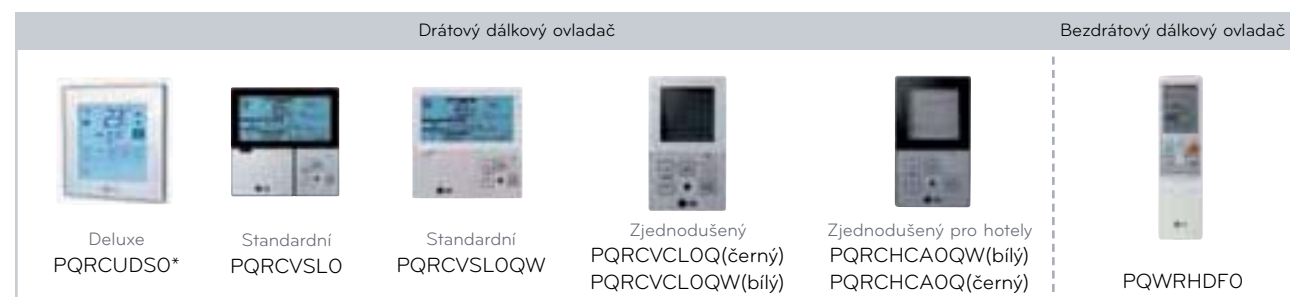 Drátový dálkový ovladač
Bezdrátový dálkový ovladač
Deluxe
PQRCUDS0*
Standardní
PQRCVSL0
Standardní
PQRCVSL0QW
Zjednodušený
PQRCVCL0Q(černý)
PQRCVCL0QW(bílý)
Zjednodušený pro hotely
PQRCHCA0QW(bílý)
PQRCHCA0Q(černý)
PQWRHDF0